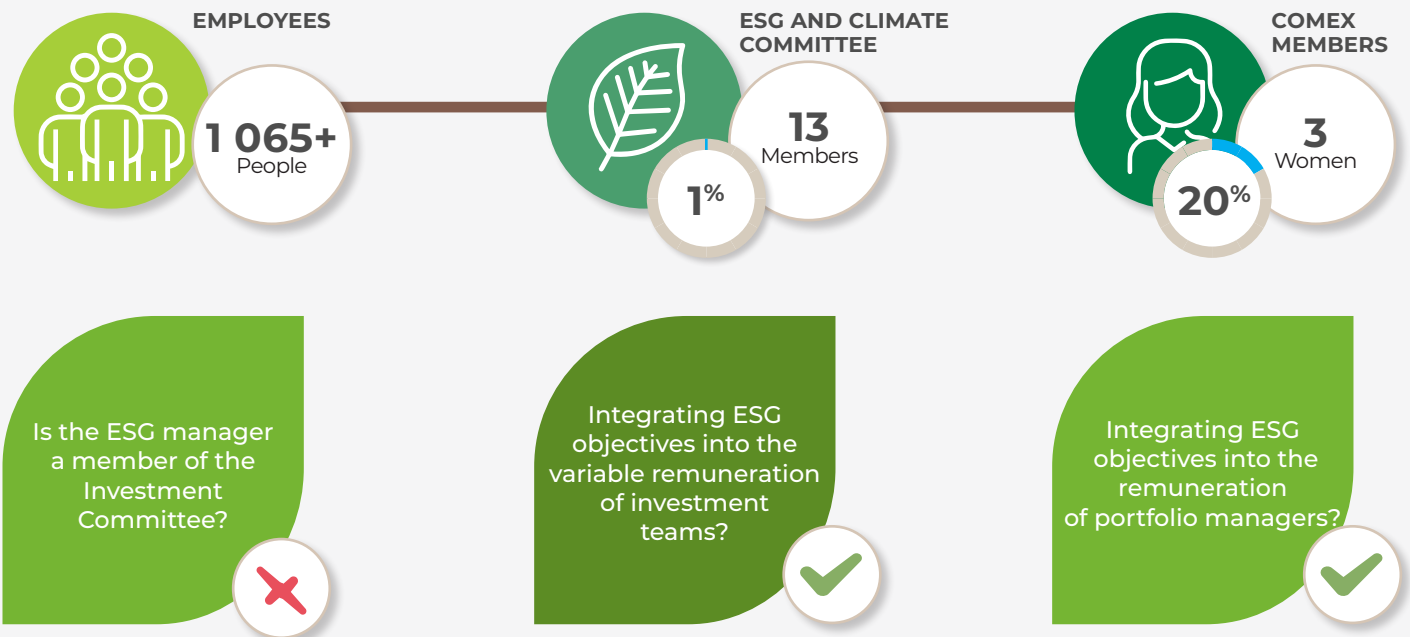 EMPLOYEES
1 065+
People
ESG AND CLIMATE
COMMITTEE
13
Members
1%
COMEX
MEMBERS
3
Women
20%
Is the ESG manager
a member of the
Investment
Committee?
Integrating ESG
objectives into the
variable remuneration
of investment
teams?
Integrating ESG
objectives into the
remuneration
of portfolio managers?